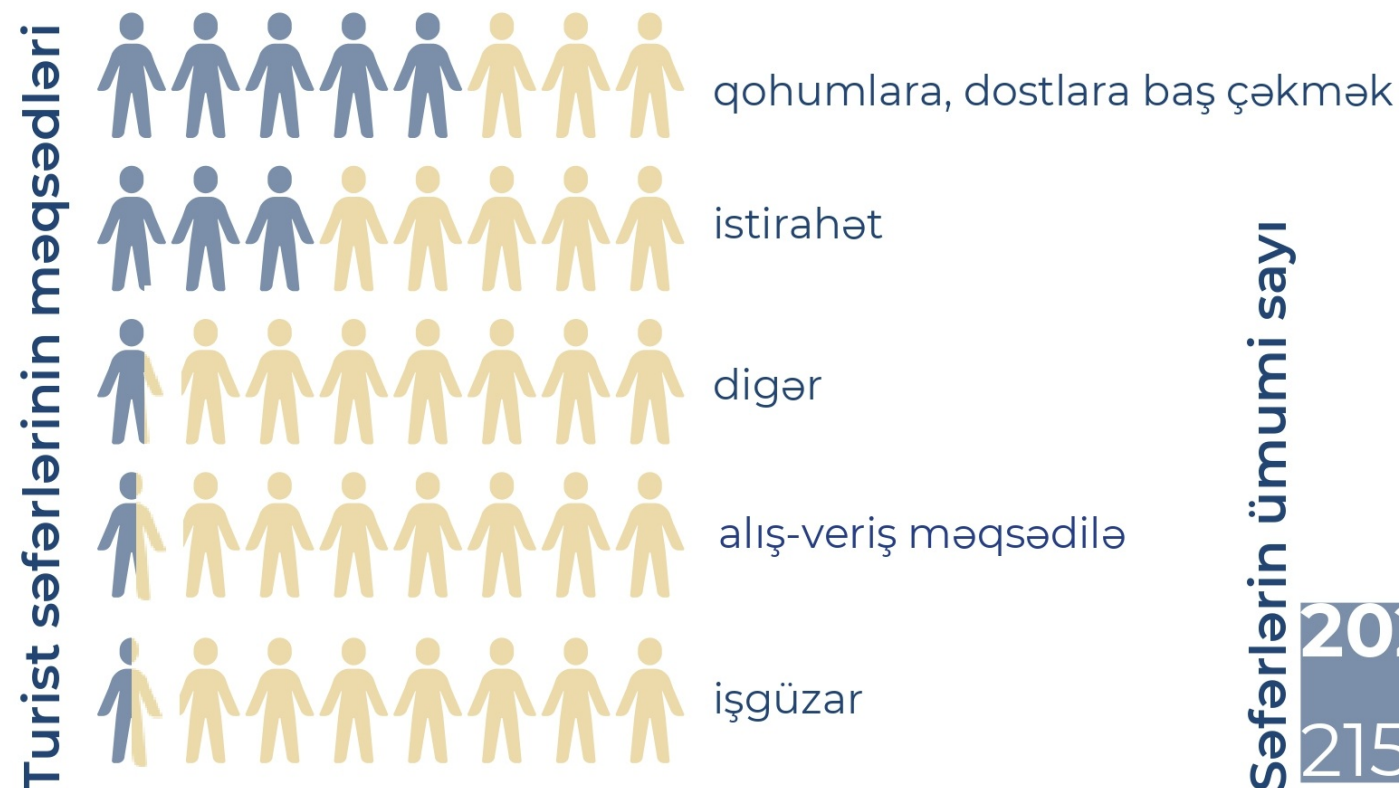 Turist səfərlərinin məqsədləri
qohumlara, dostlara baş çəkmək
istirahət
digər
alış-veriş məqsədilə
işgüzar
Səfərlərin ümumi sayı